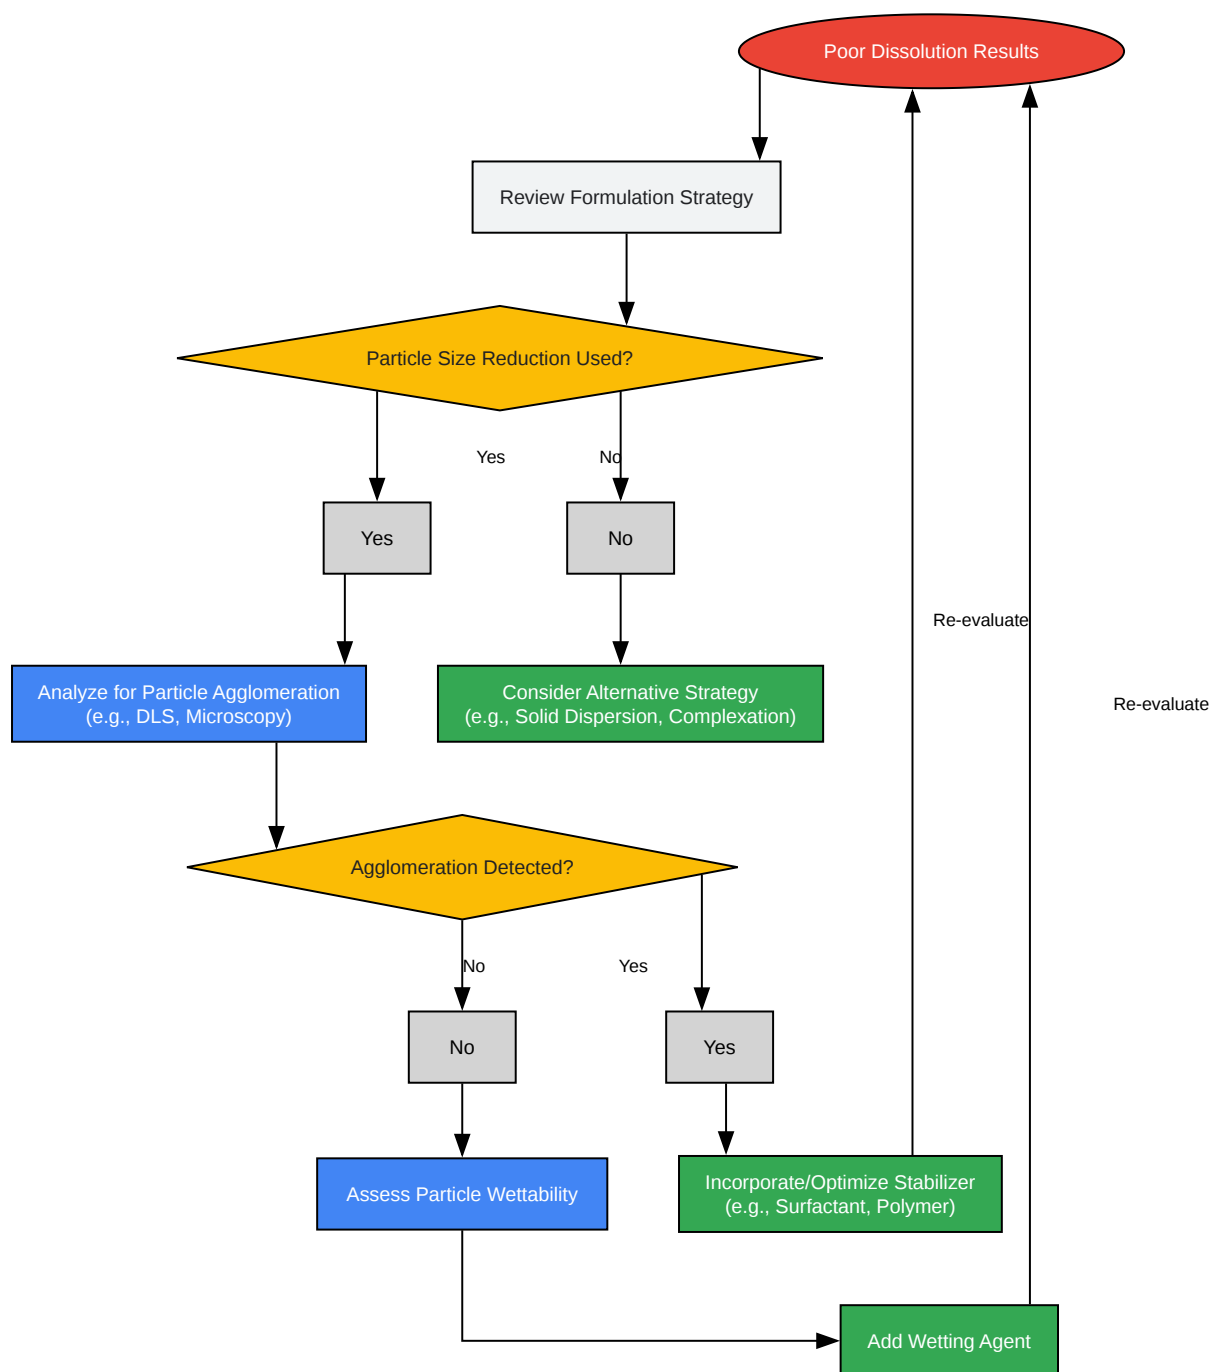 Poor Dissolution Results
Review Formulation Strategy
Particle Size Reduction Used?
Yes
No
Yes
No
Re-evaluate
Analyze for Particle Agglomeration
(e.g., DLS, Microscopy)
Consider Alternative Strategy
(e.g., Solid Dispersion, Complexation)
Re-evaluate
Agglomeration Detected?
No
Yes
No
Yes
Assess Particle Wettability
Incorporate/Optimize Stabilizer
(e.g., Surfactant, Polymer)
Add Wetting Agent